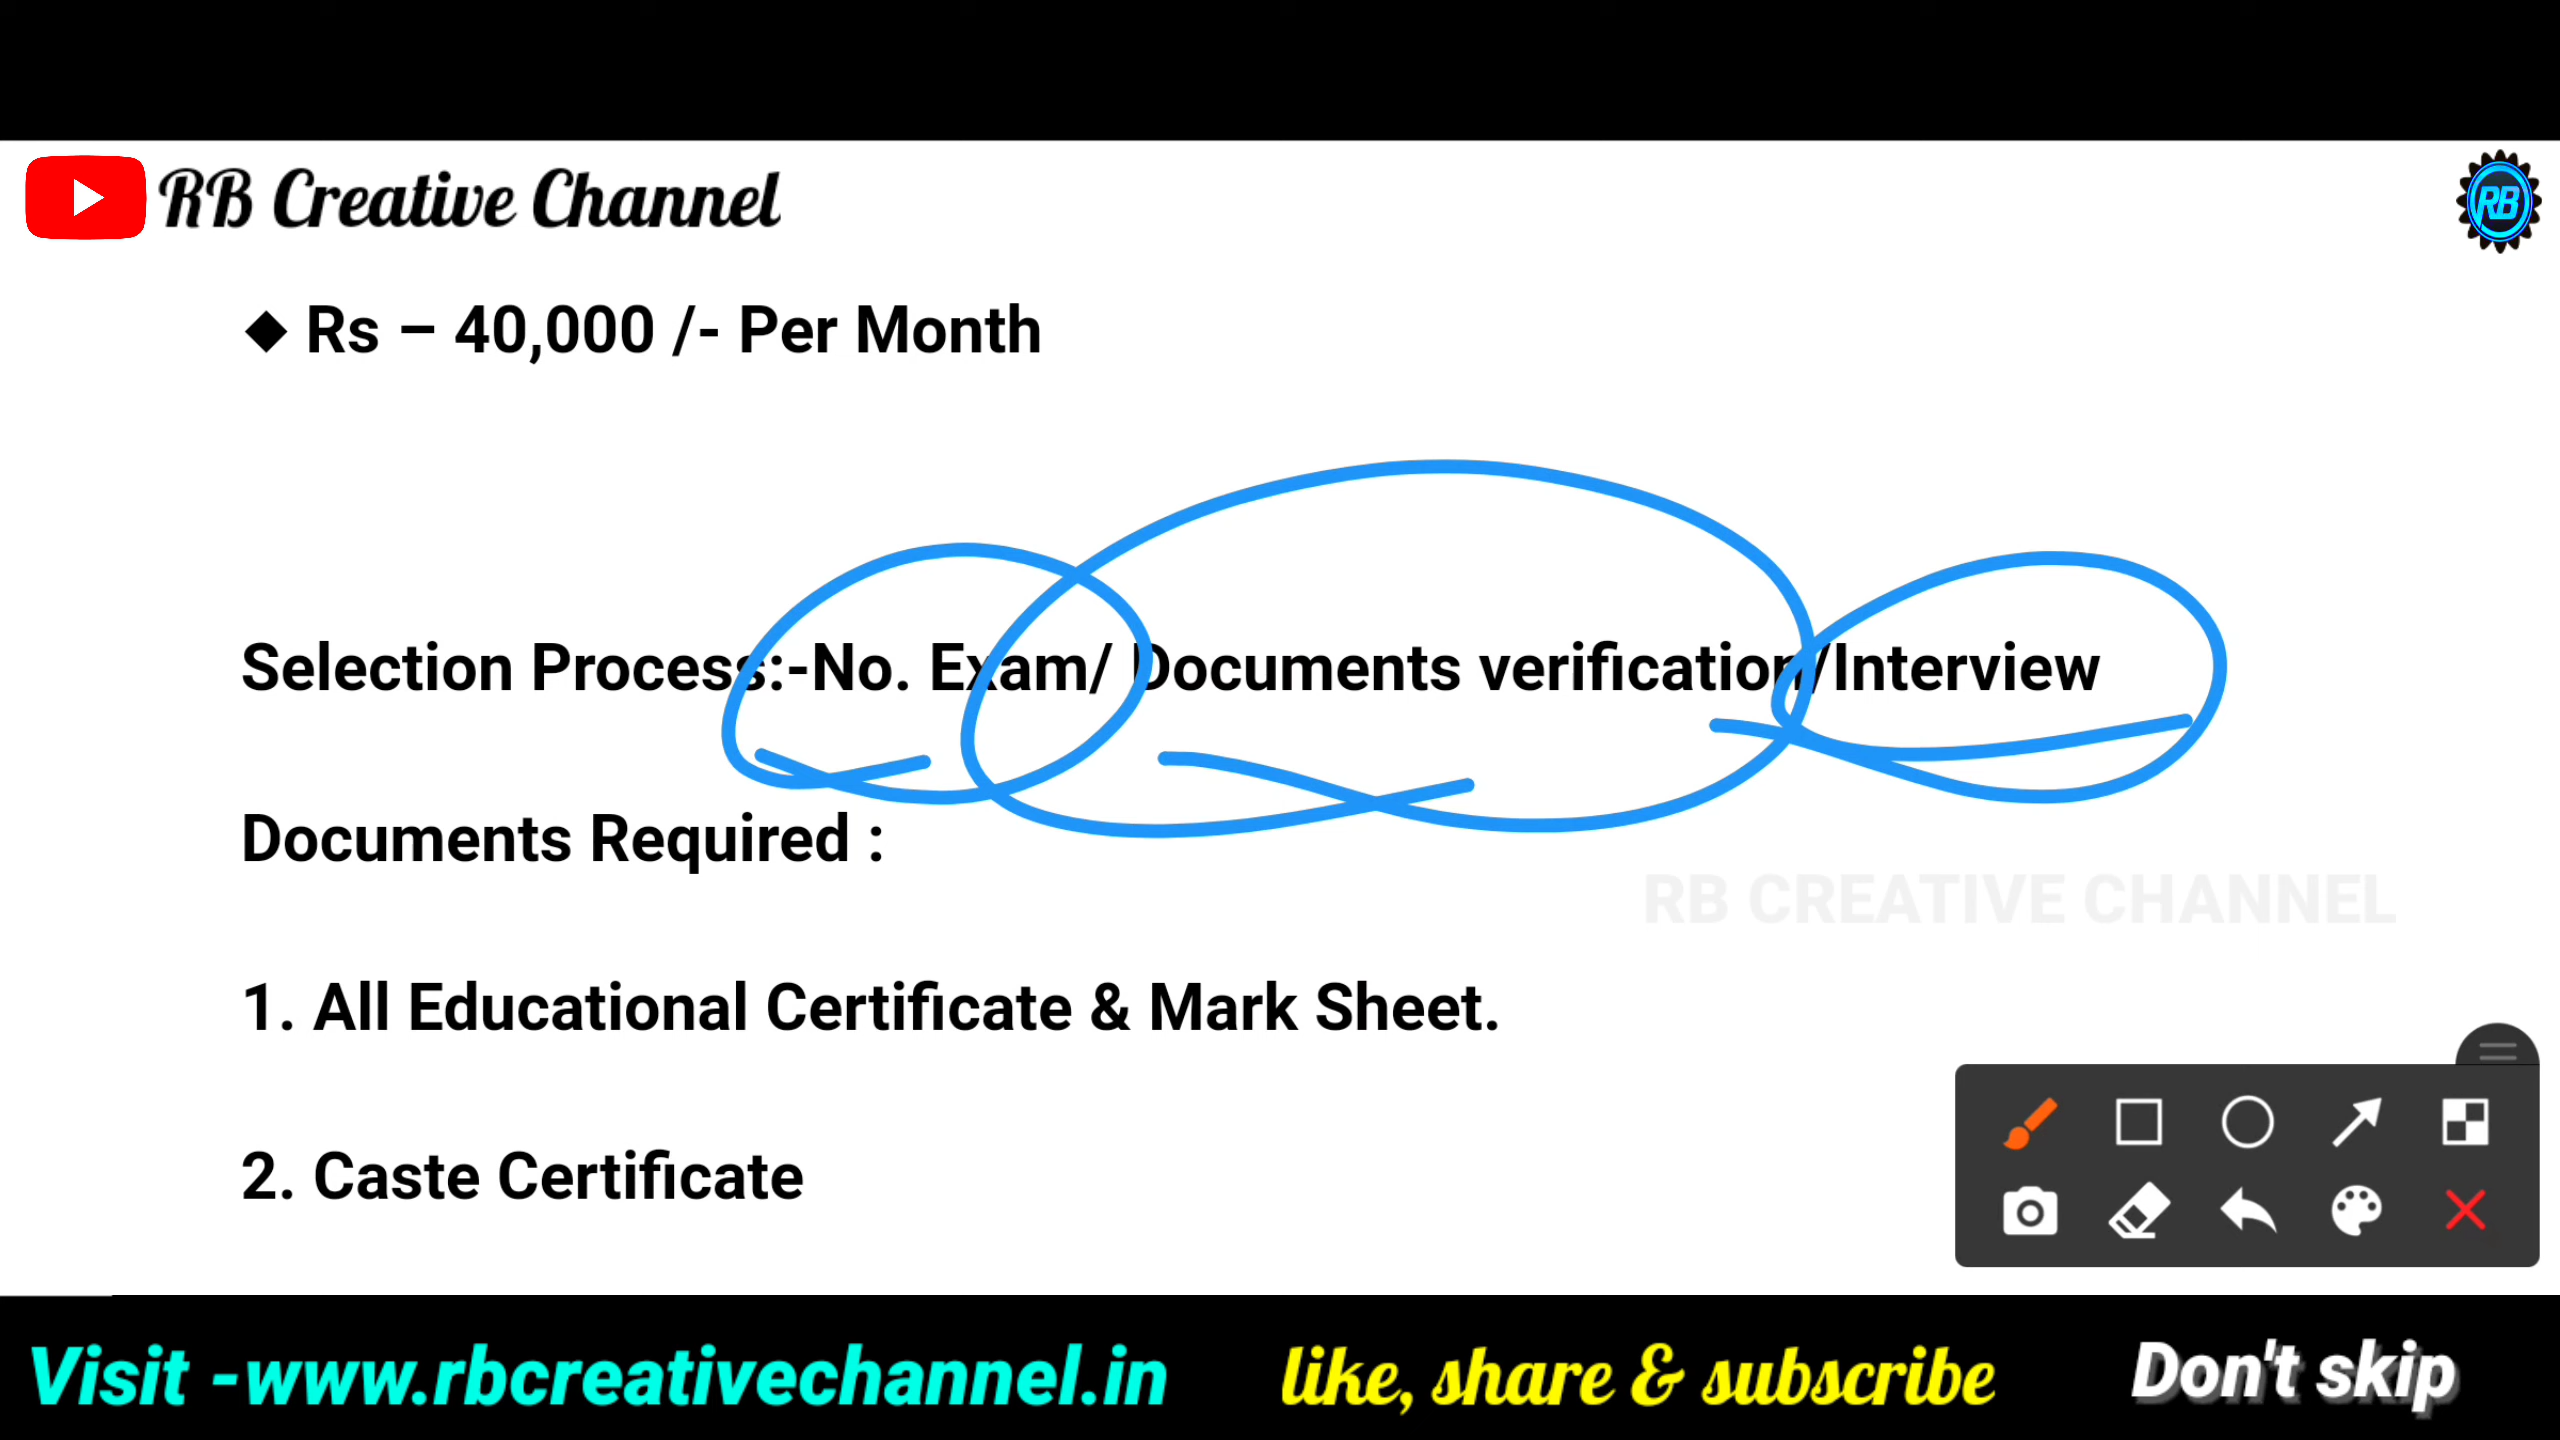 RB Creative Channel
RB
◆ Rs – 40,000 /- Per Month
Selection Process:-No. Exam/ Documents verification/Interview
Documents Required :
RB CREATIVE CHANNEL
1. All Educational Certificate & Mark Sheet.
2. Caste Certificate
Visit -www.rbcreativechannel.in like, share & subscribe Don't skip